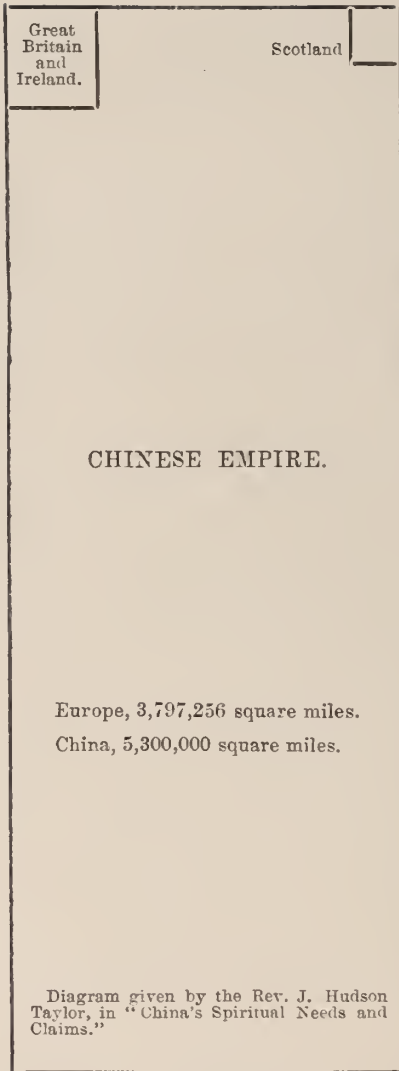 Great
Britain
and
Ireland.
Scotland
CHINESE EMPIRE.
Europe, 3,797,256 square miles.
China, 5,300,000 square miles.
Diagram given by the Rev. J. Hudson
Taylor, in "China's Spiritual Needs and
Claims."